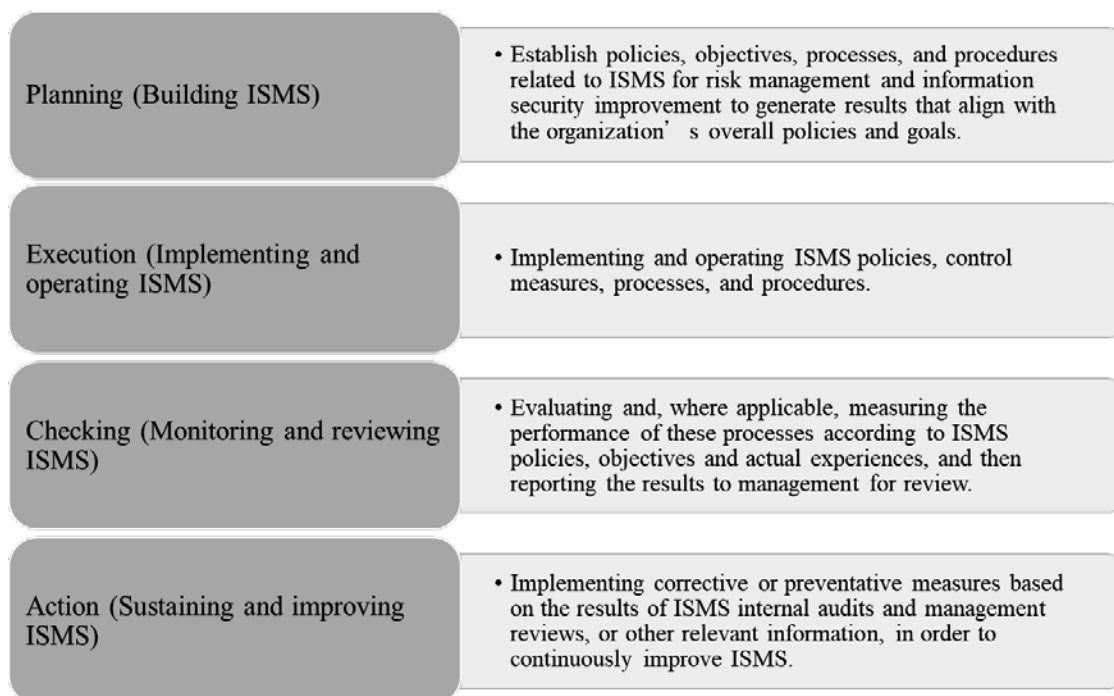 Planning (Building ISMS)
• Establish policies, objectives, processes, and procedures
related to ISMS for risk management and information
security improvement to generate results that align with
the organization’ s overall policies and goals.
Execution (Implementing and
operating ISMS)
• Implementing and operating ISMS policies, control
measures, processes, and procedures.
Checking (Monitoring and reviewing
ISMS)
• Evaluating and, where applicable, measuring the
performance of these processes according to ISMS
policies, objectives and actual experiences, and then
reporting the results to management for review.
Action (Sustaining and improving
ISMS)
• Implementing corrective or preventative measures based
on the results of ISMS internal audits and management
reviews, or other relevant information, in order to
continuously improve ISMS.